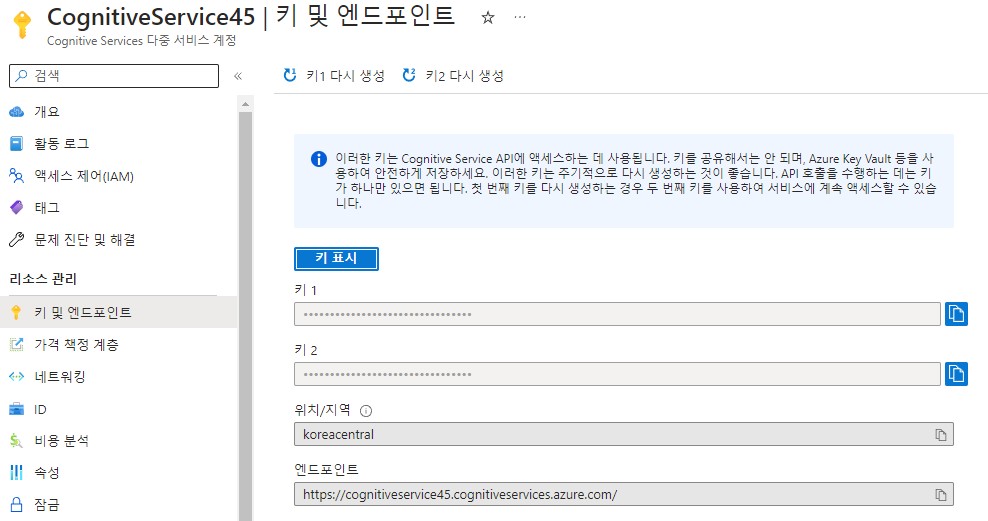 CognitiveService45 | 키 및 엔드포인트
Cognitive Services 다중 서비스 계정
검색
개요
활동 로그
액세스 제어(IAM)
태그
문제 진단 및 해결
리소스 관리
키 및 엔드포인트
가격 책정 계층
네트워킹
ID
비용 분석
속성
잠금
키1 다시 생성 키2 다시 생성
이러한 키는 Cognitive Service API에 액세스하는 데 사용됩니다. 키를 공유해서는 안 되며, Azure Key Vault 등을 사
용하여 안전하게 저장하세요. 이러한 키는 주기적으로 다시 생성하는 것이 좋습니다. API 호출을 수행하는 데는 키
가 하나만 있으면 됩니다. 첫 번째 키를 다시 생성하는 경우 두 번째 키를 사용하여 서비스에 계속 액세스할 수 있습
니다.
키 표시
키 1
키 2
위치/지역
koreacentral
엔드포인트
https://cognitiveservice45.cognitiveservices.azure.com/